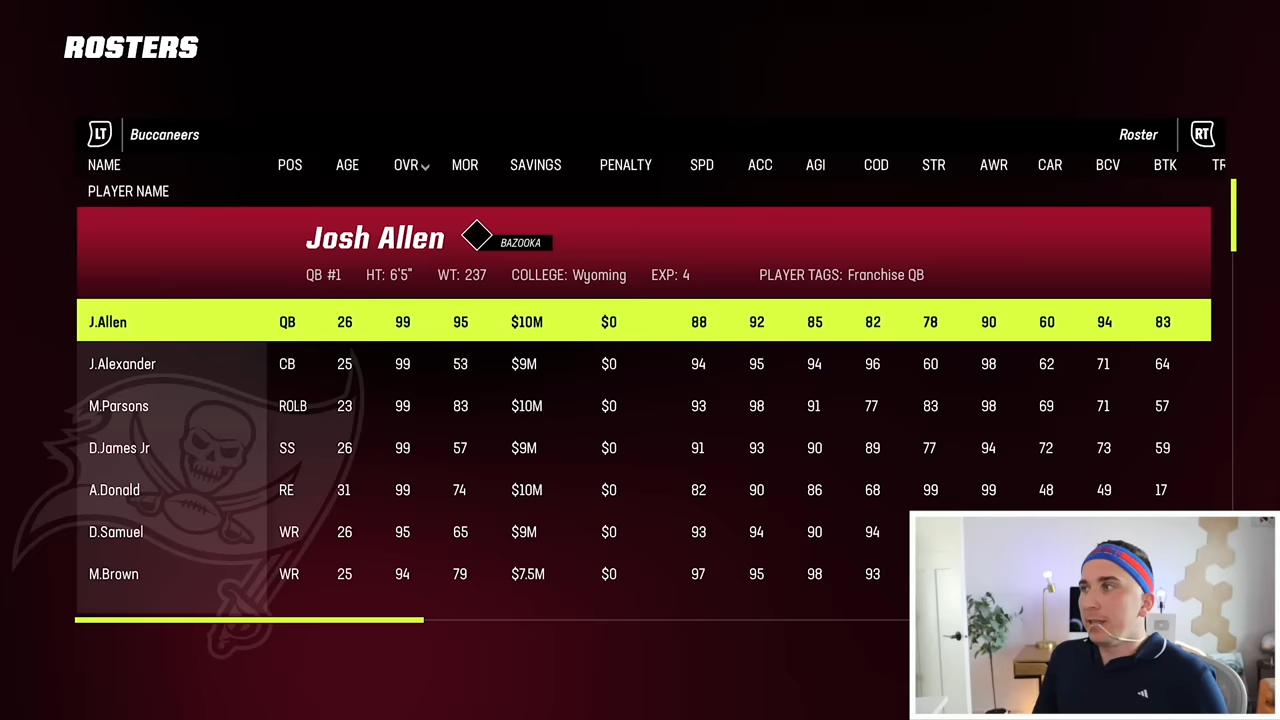 ROSTERS
LT Buccaneers Roster RT
NAME POS AGE OVR MOR SAVINGS PENALTY SPD ACC AGI COD STR AWR CAR BCV BTK TR
PLAYER NAME
Josh Allen BAZOOKA
QB #1 HT: 6'5" WT: 237 COLLEGE: Wyoming EXP: 4 PLAYER TAGS: Franchise QB
J.Allen QB 26 99 95 $10M $0 88 92 85 82 78 90 60 94 83
J.Alexander CB 25 99 53 $9M $0 94 95 94 96 60 98 62 71 64
M.Parsons ROLB 23 99 83 $10M $0 93 98 91 77 83 98 69 71 57
D.James Jr SS 26 99 57 $9M $0 91 93 90 89 77 94 72 73 59
A.Donald RE 31 99 74 $10M $0 82 90 86 68 99 99 48 49 17
D.Samuel WR 26 95 65 $9M $0 93 94 90 94
M.Brown WR 25 94 79 $7.5M $0 97 95 98 93